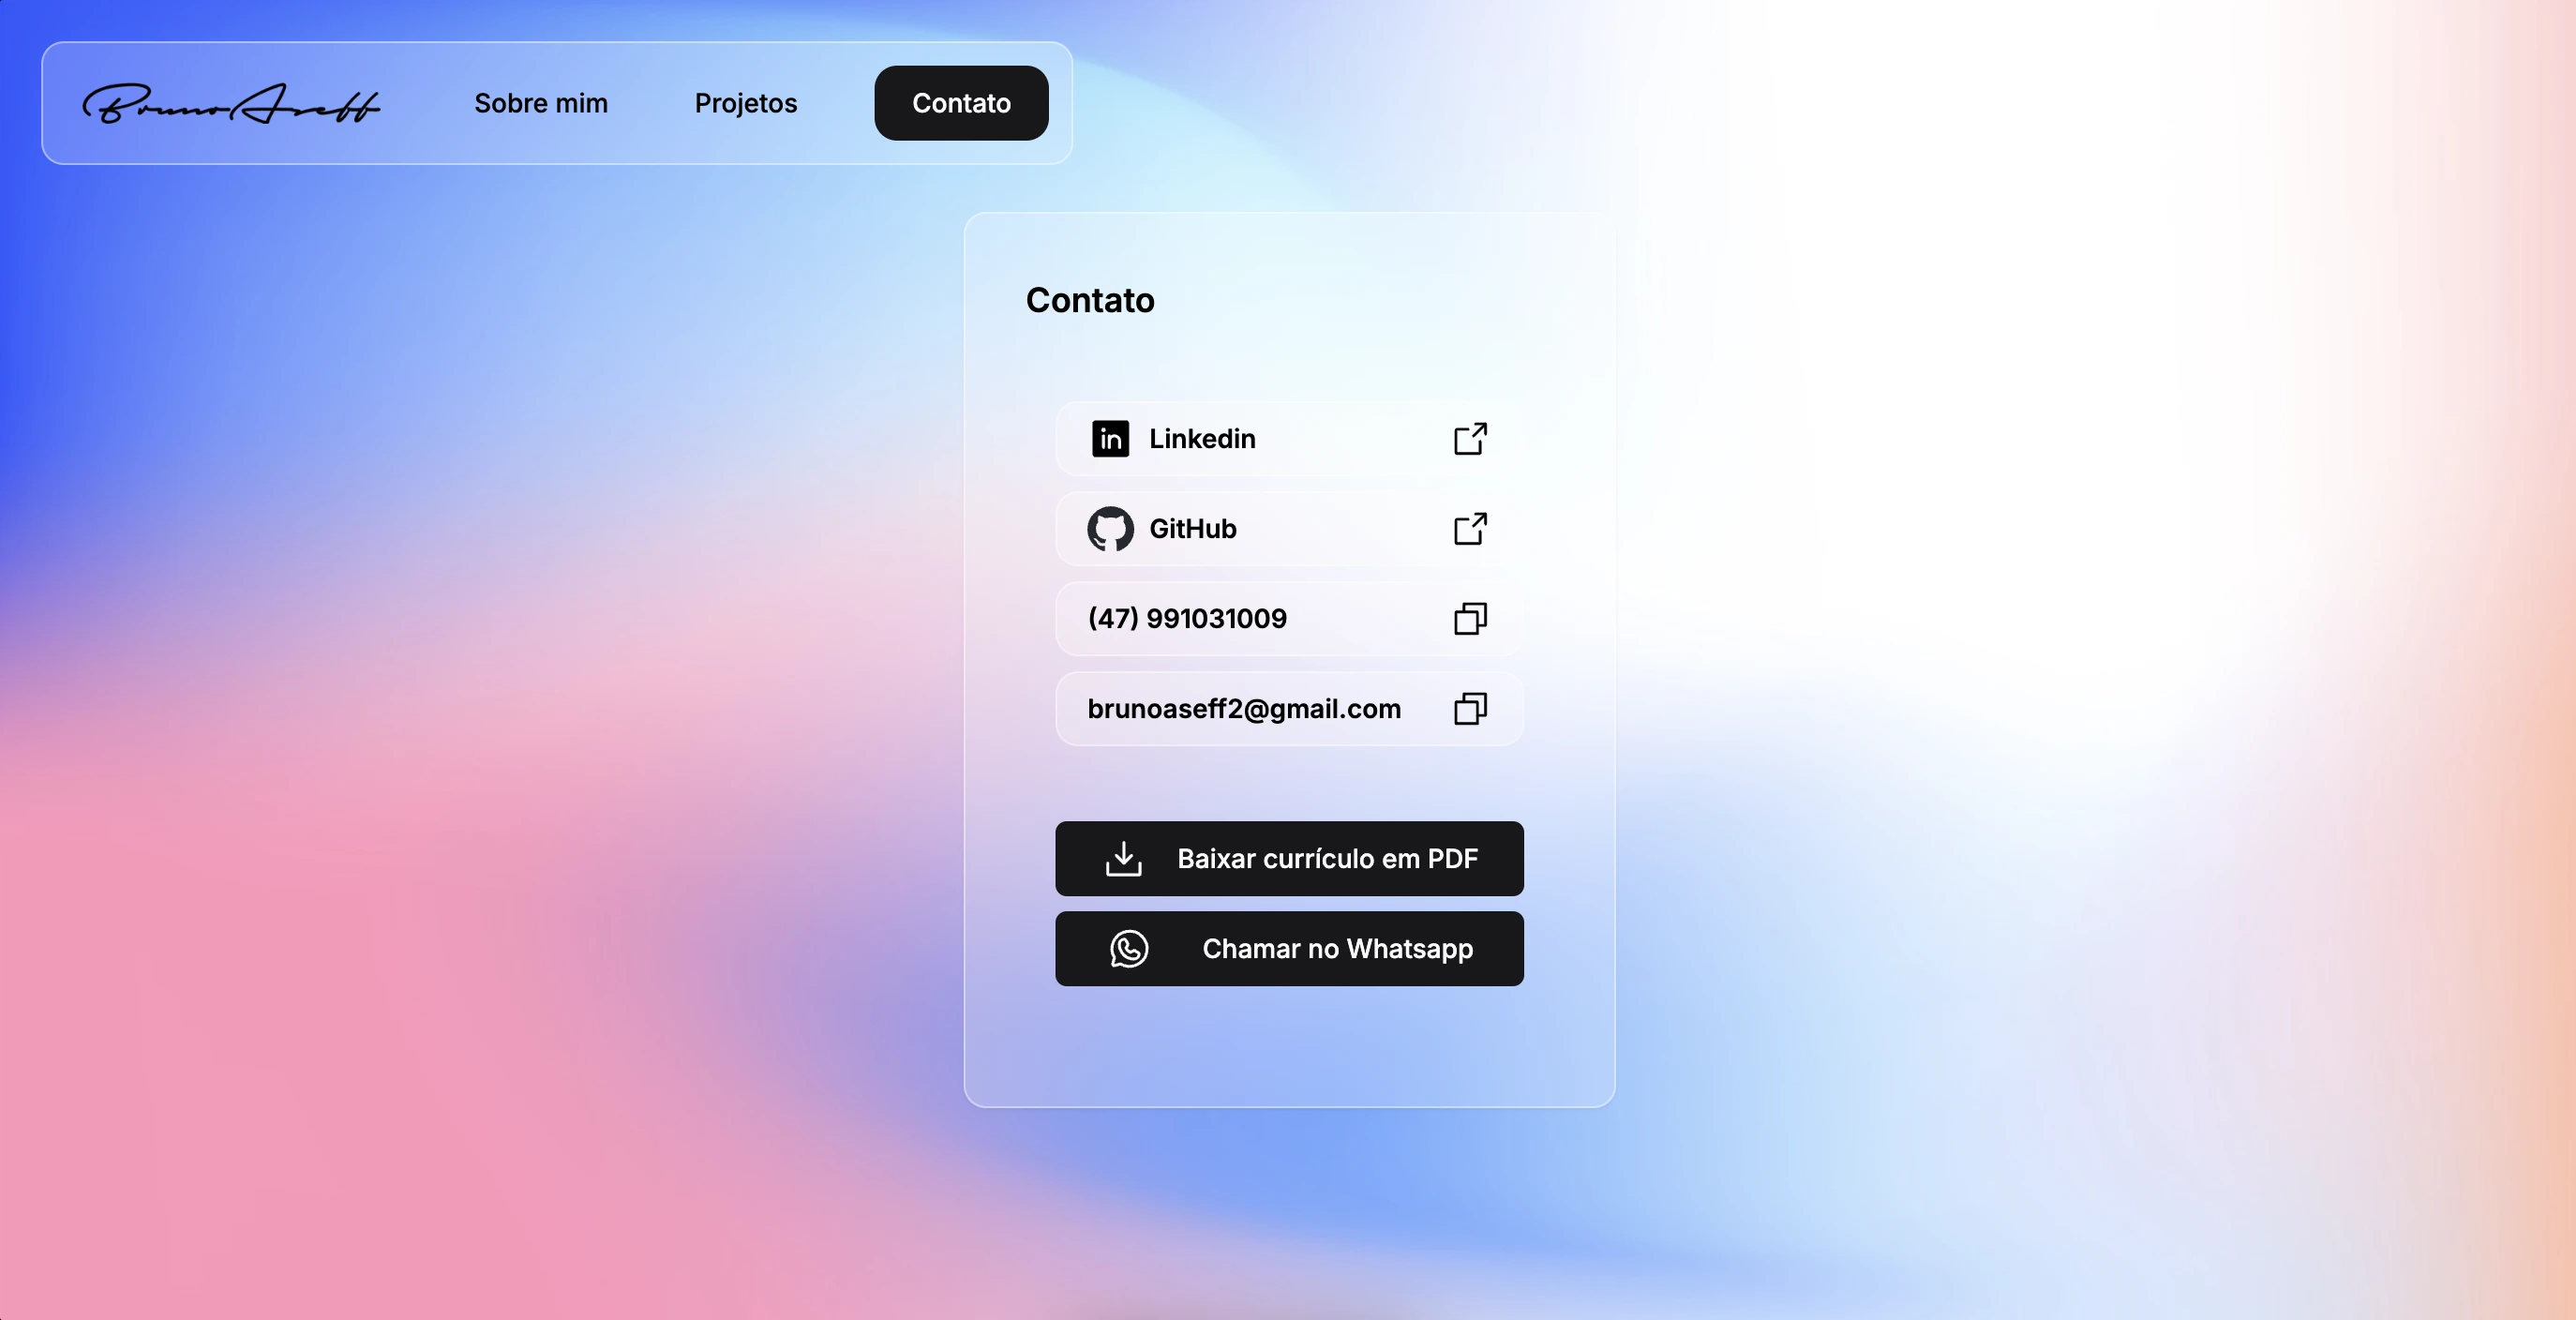 Bruno Aseff
Sobre mim
Projetos
Contato
Contato
in Linkedin
GitHub
(47) 991031009
brunoaseff2@gmail.com
Baixar currículo em PDF
Chamar no Whatsapp